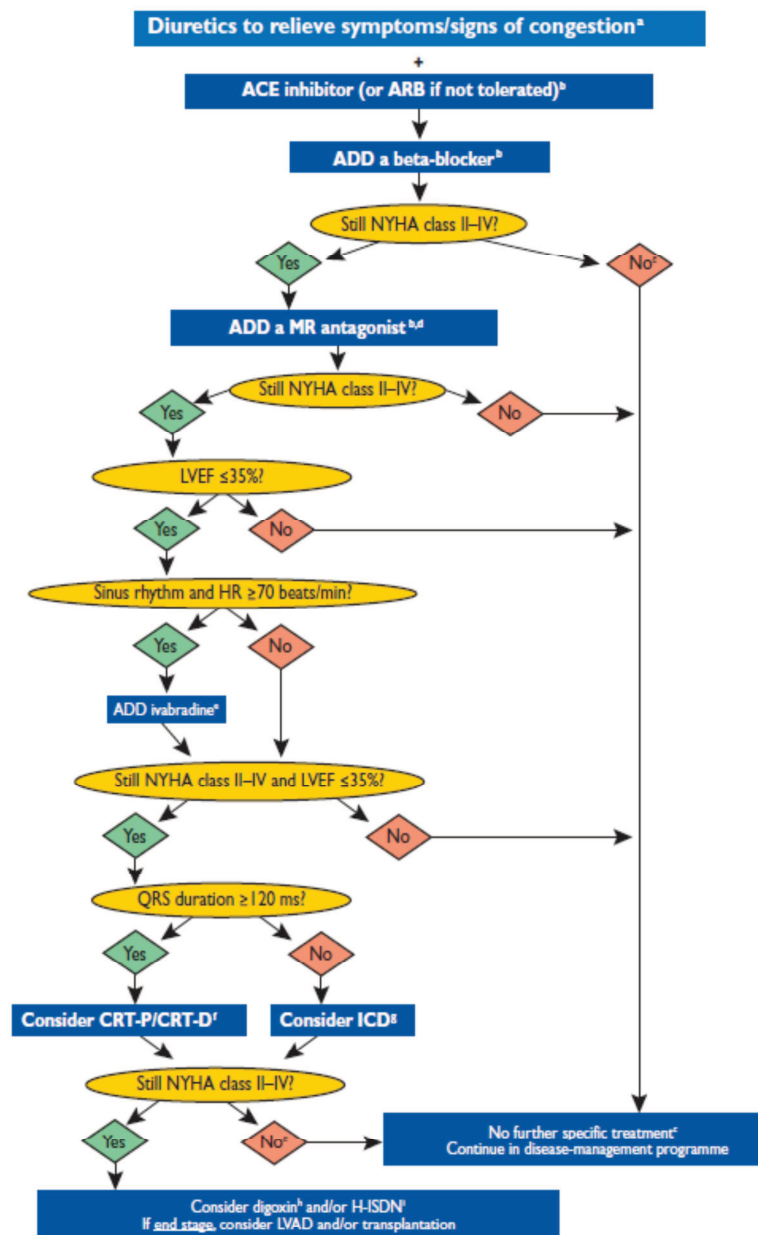 Diuretics to relieve symptoms/signs of congestionᵃ
+
ACE inhibitor (or ARB if not tolerated)ᵇ
ADD a beta-blockerᵇ
Still NYHA class II–IV?
Yes
Noᶜ
ADD a MR antagonistᵇ,ᵈ
Still NYHA class II–IV?
Yes
No
LVEF ≤35%?
Yes
No
Sinus rhythm and HR ≥70 beats/min?
Yes
No
ADD ivabradineᵉ
Still NYHA class II–IV and LVEF ≤35%?
Yes
No
QRS duration ≥120 ms?
Yes
No
Consider CRT-P/CRT-Dᶠ
Consider ICDᵍ
Still NYHA class II–IV?
Yes
Noᶜ
No further specific treatmentᶜ
Continue in disease-management programme
Consider digoxinʰ and/or H-ISDNⁱ
If end stage, consider LVAD and/or transplantation